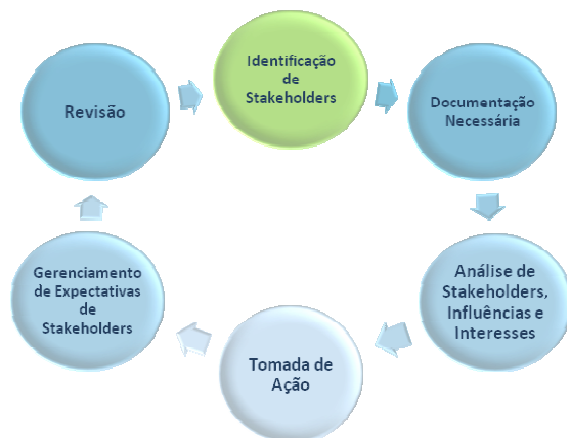 Identificação
de
Stakeholders
Documentação
Necessária
Análise de
Stakeholders,
Influências e
Interesses
Tomada de
Ação
Gerenciamento
de Expectativas
de
Stakeholders
Revisão